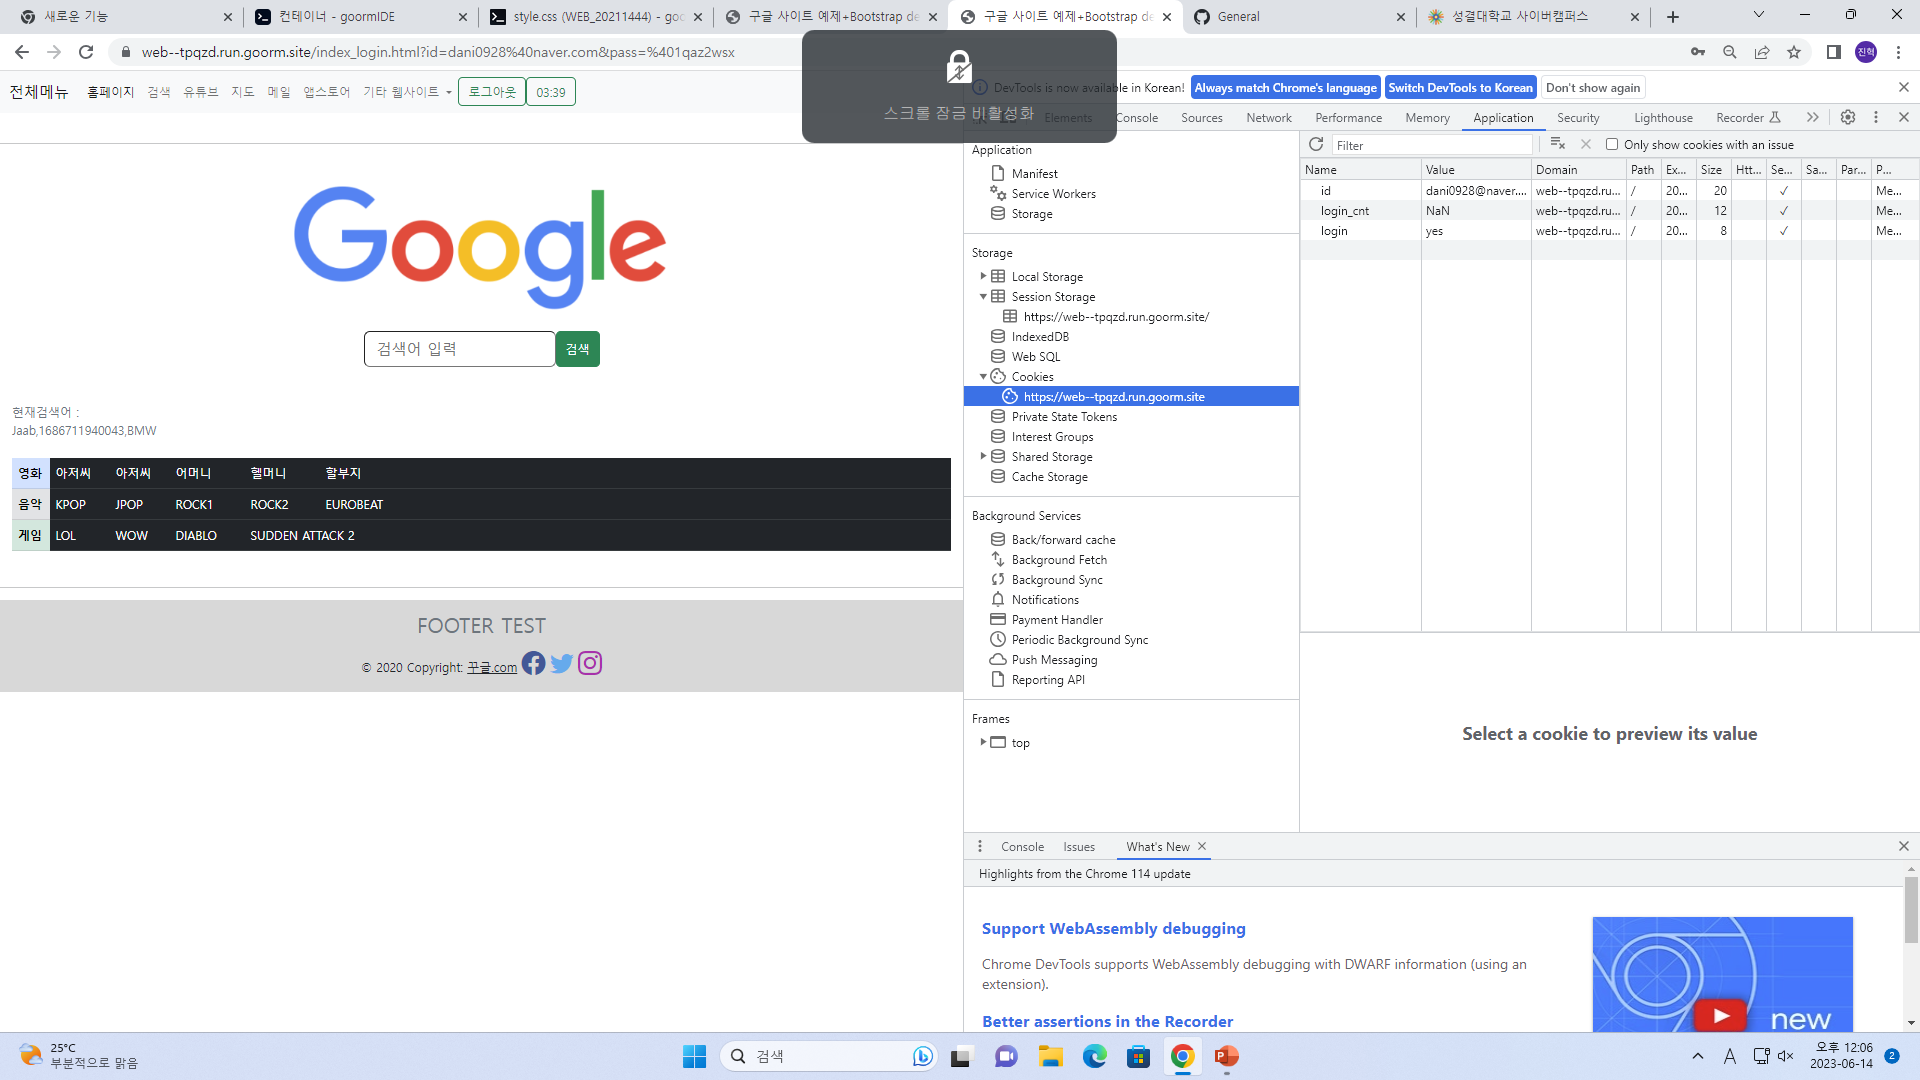 새로운 기능
컨테이너 - goormIDE
style.css (WEB_20211444) - goo
구글 사이트 예제+Bootstrap de
구글 사이트 예제+Bootstrap de
General
성결대학교 사이버캠퍼스
web--tpqzd.run.goorm.site/index_login.html?id=dani0928%40naver.com&pass=%401qaz2wsx
진혁
전체메뉴 홈페이지 검색 유튜브 지도 메일 앱스토어 기타 웹사이트 로그아웃 03:39
스크롤 잠금 비활성화
DevTools is now available in Korean! Always match Chrome's language Switch DevTools to Korean Don't show again
Elements Console Sources Network Performance Memory Application Security Lighthouse Recorder
Google
검색어 입력 검색
현재검색어 :
Jaab,1686711940043,BMW
영화 아저씨 아저씨 어머니 헬머니 할부지
음악 KPOP JPOP ROCK1 ROCK2 EUROBEAT
게임 LOL WOW DIABLO SUDDEN ATTACK 2
FOOTER TEST
© 2020 Copyright: 꾸글.com
Application
Manifest
Service Workers
Storage
Storage
Local Storage
Session Storage
https://web--tpqzd.run.goorm.site/
IndexedDB
Web SQL
Cookies
https://web--tpqzd.run.goorm.site
Private State Tokens
Interest Groups
Shared Storage
Cache Storage
Background Services
Back/forward cache
Background Fetch
Background Sync
Notifications
Payment Handler
Periodic Background Sync
Push Messaging
Reporting API
Frames
top
Filter Only show cookies with an issue
Name Value Domain Path Ex... Size Htt... Se... Sa... Par... P...
id dani0928@naver.... web--tpqzd.ru... / 20... 20 ✓ Me...
login_cnt NaN web--tpqzd.ru... / 20... 12 ✓ Me...
login yes web--tpqzd.ru... / 20... 8 ✓ Me...
Select a cookie to preview its value
Console Issues What's New
Highlights from the Chrome 114 update
Support WebAssembly debugging
Chrome DevTools supports WebAssembly debugging with DWARF information (using an
extension).
Better assertions in the Recorder
new
25°C
부분적으로 맑음
검색
A
오후 12:06
2023-06-14
2